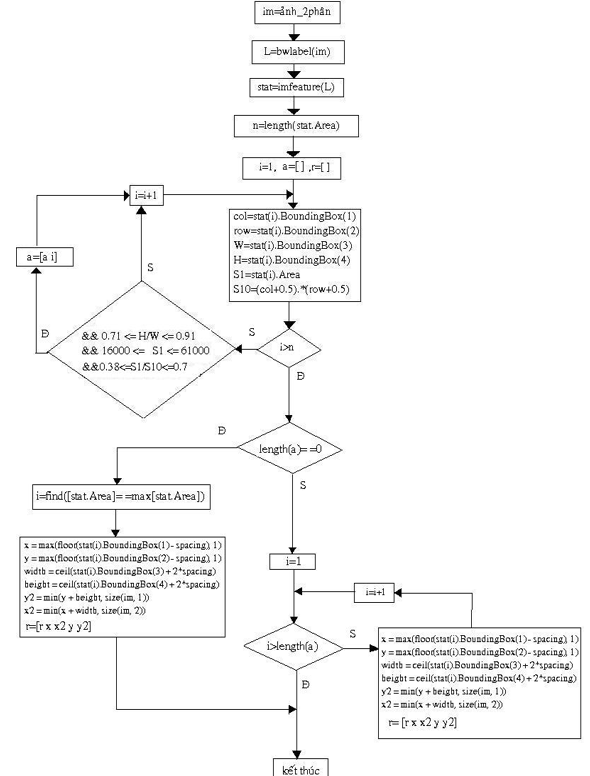 im=ảnh_2phân
L=bwlabel(im)
stat=imfeature(L)
n=length(stat.Area)
i=1, a=[ ] ,r=[ ]
i=i+1
col=stat(i).BoundingBox(1)
row=stat(i).BoundingBox(2)
W=stat(i).BoundingBox(3)
H=stat(i).BoundingBox(4)
S1=stat(i).Area
S10=(col+0.5).*(row+0.5)
a=[a i]
S
Đ
&& 0.71 <= H/W <= 0.91
&& 16000 <= S1 <= 61000
&&0.38<=S1/S10<=0.7
S
i>n
Đ
Đ
length(a)==0
S
i=find([stat.Area]==max[stat.Area])
x = max(floor(stat(i).BoundingBox(1)- spacing), 1)
y = max(floor(stat(i).BoundingBox(2)- spacing), 1)
width = ceil(stat(i).BoundingBox(3) + 2*spacing)
height = ceil(stat(i).BoundingBox(4) + 2*spacing)
y2 = min(y + height, size(im, 1))
x2 = min(x + width, size(im, 2))
r=[r x x2 y y2]
i=1
i=i+1
i>length(a)
S
Đ
x = max(floor(stat(i).BoundingBox(1)- spacing), 1)
y = max(floor(stat(i).BoundingBox(2)- spacing), 1)
width = ceil(stat(i).BoundingBox(3) + 2*spacing)
height = ceil(stat(i).BoundingBox(4) + 2*spacing)
y2 = min(y + height, size(im, 1))
x2 = min(x + width, size(im, 2))
r= [r x x2 y y2]
kết thúc